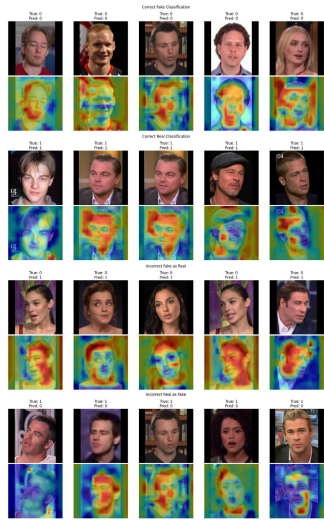 Correct Fake Classification
True: 0 True: 0 True: 0 True: 0 True: 0
Pred: 0 Pred: 0 Pred: 0 Pred: 0 Pred: 0
Correct Real Classification
True: 1 True: 1 True: 1 True: 1 True: 1
Pred: 1 Pred: 1 Pred: 1 Pred: 1 Pred: 1
Incorrect Fake as Real
True: 0 True: 0 True: 0 True: 0 True: 0
Pred: 1 Pred: 1 Pred: 1 Pred: 1 Pred: 1
Incorrect Real as Fake
True: 1 True: 1 True: 1 True: 1 True: 1
Pred: 0 Pred: 0 Pred: 0 Pred: 0 Pred: 0